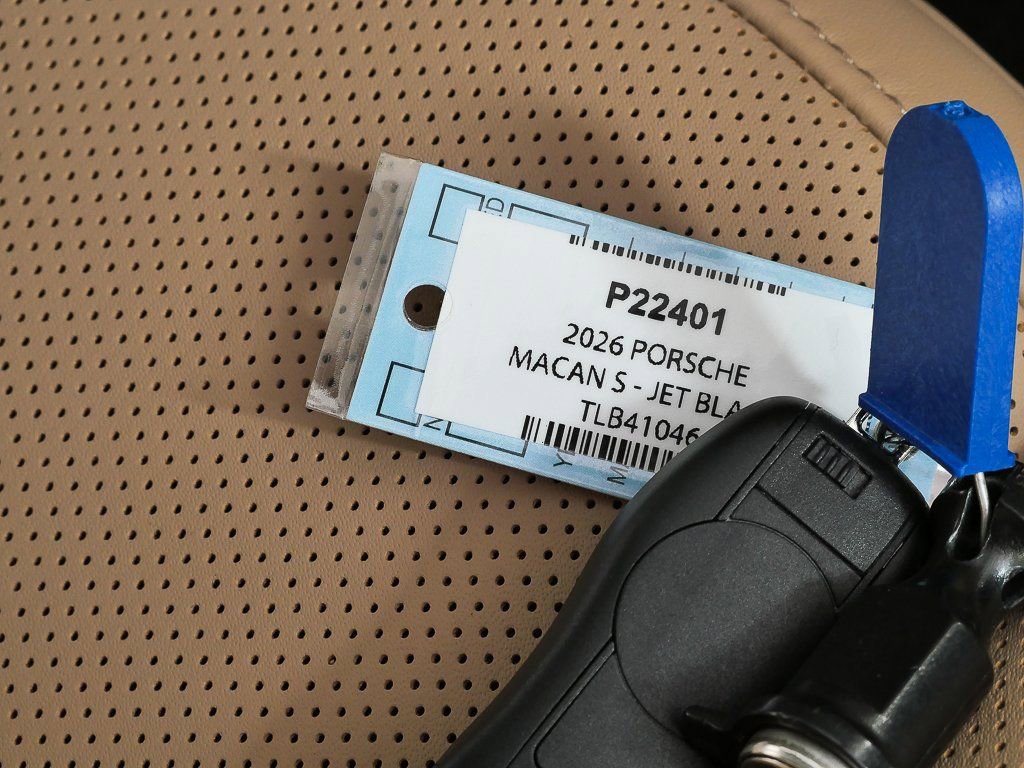 P22401
2026 PORSCHE
MACAN S - JET BLA
TLB41046